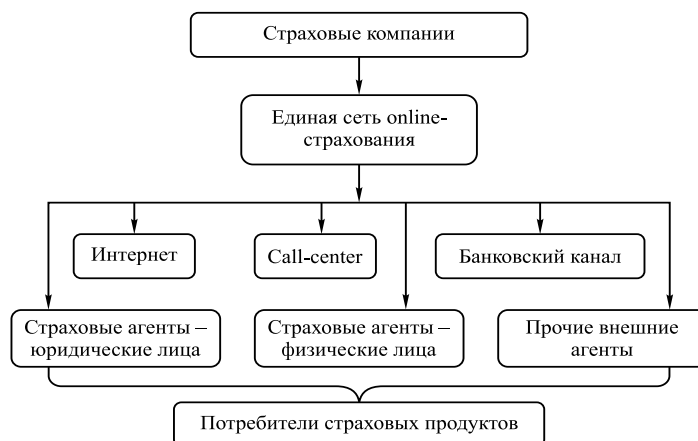 Страховые компании
Единая сеть online-
страхования
Интернет
Call-center
Банковский канал
Страховые агенты –
юридические лица
Страховые агенты –
физические лица
Прочие внешние
агенты
Потребители страховых продуктов